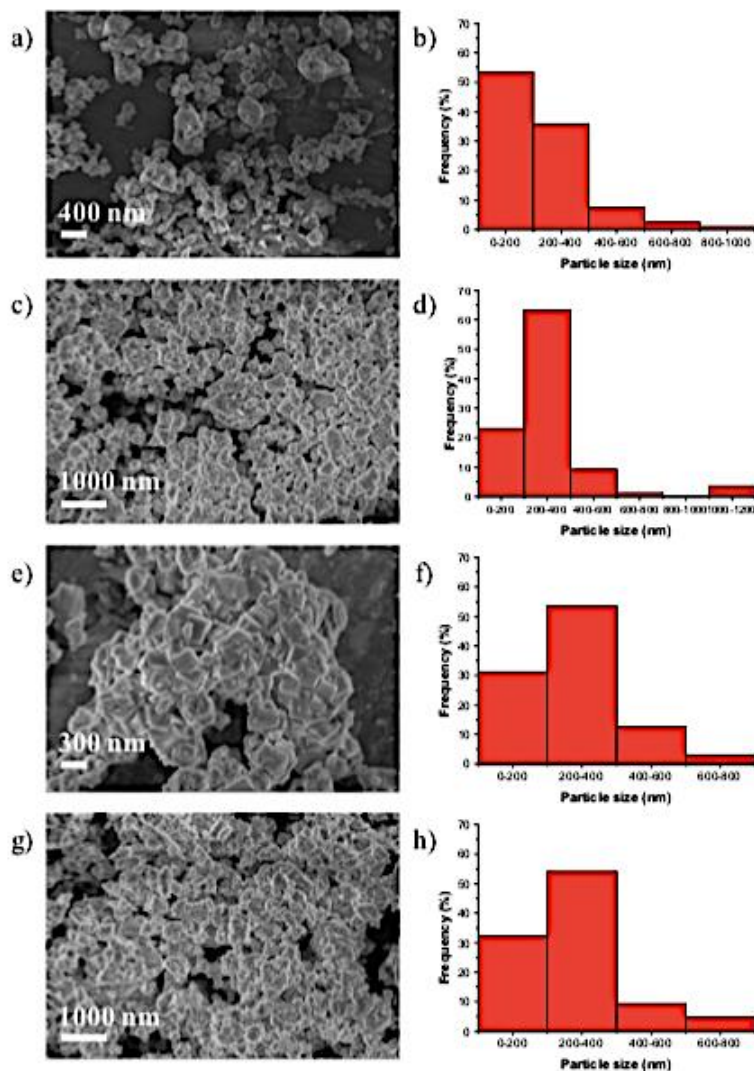 a)
400 nm
b)
70
60
50
40
30
20
10
0
Frequency (%)
0-200 200-400 400-600 600-800 800-1000
Particle size (nm)
c)
1000 nm
d)
70
60
50
40
30
20
10
0
Frequency (%)
0-200 200-400 400-600 600-800 800-1000 1000-1200
Particle size (nm)
e)
300 nm
f)
70
60
50
40
30
20
10
0
Frequency (%)
0-200 200-400 400-600 600-800
Particle size (nm)
g)
1000 nm
h)
70
60
50
40
30
20
10
0
Frequency (%)
0-200 200-400 400-600 600-800
Particle size (nm)